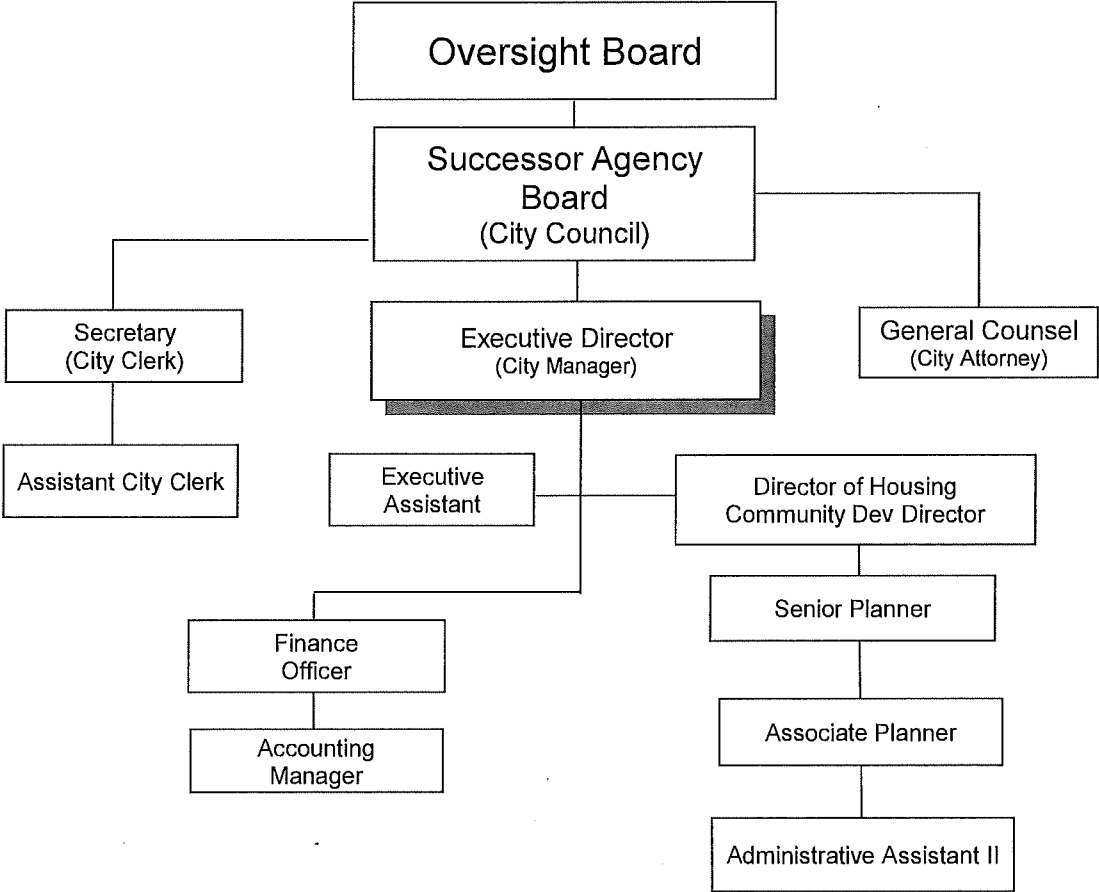 Oversight Board
Successor Agency
Board
(City Council)
Secretary
(City Clerk)
Executive Director
(City Manager)
General Counsel
(City Attorney)
Assistant City Clerk
Executive
Assistant
Director of Housing
Community Dev Director
Senior Planner
Finance
Officer
Associate Planner
Accounting
Manager
Administrative Assistant II